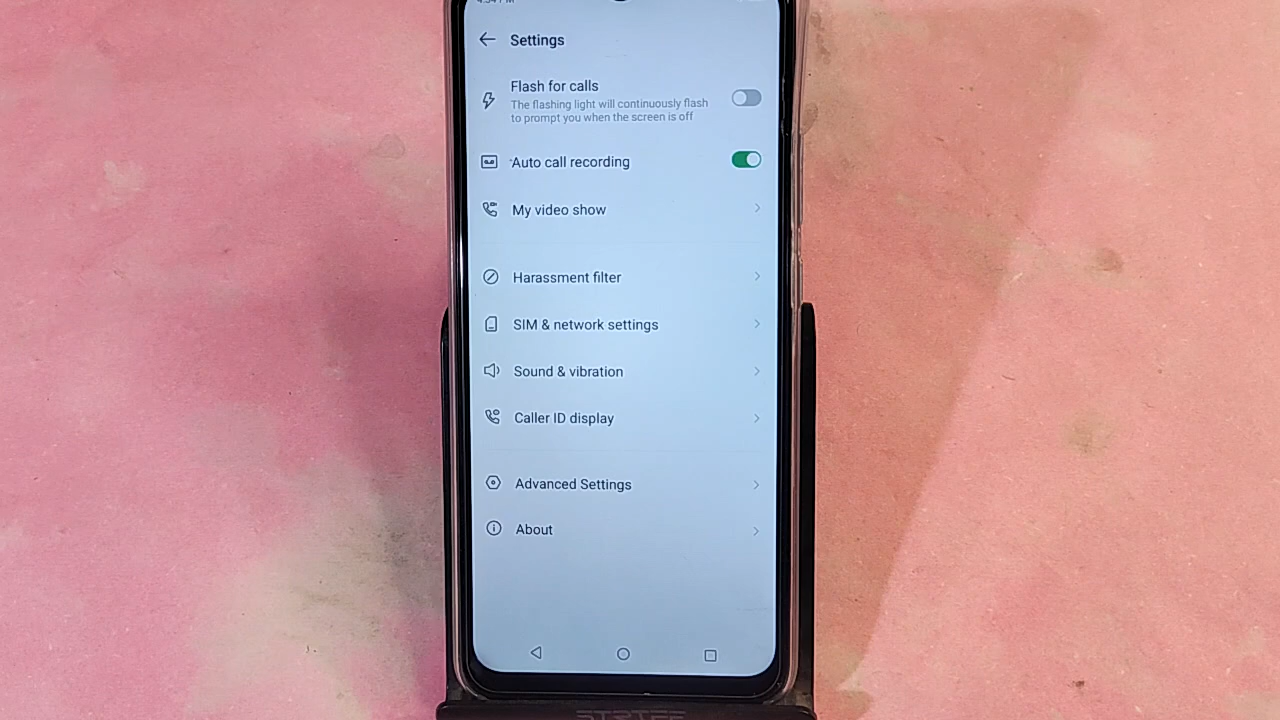 Settings
Flash for calls
The flashing light will continuously flash
to prompt you when the screen is off
Auto call recording
My video show
Harassment filter
SIM & network settings
Sound & vibration
Caller ID display
Advanced Settings
About